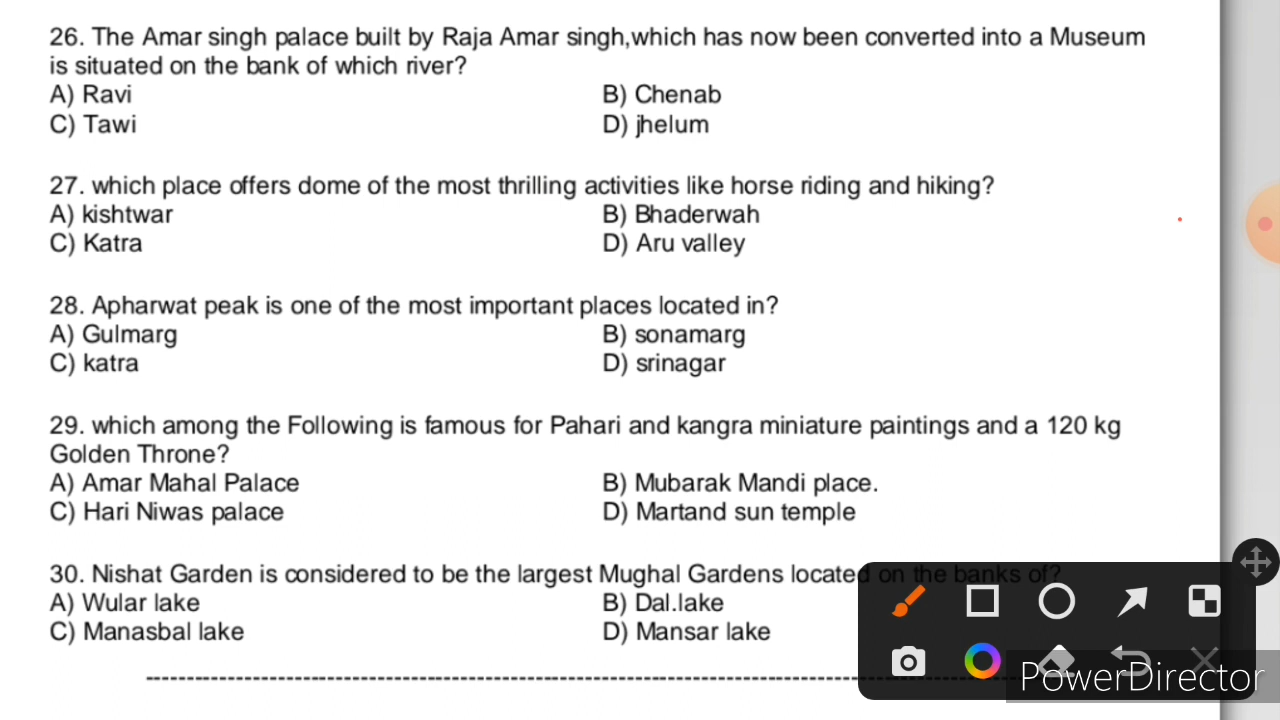 26. The Amar singh palace built by Raja Amar singh,which has now been converted into a Museum
is situated on the bank of which river?
A) Ravi B) Chenab
C) Tawi D) jhelum
27. which place offers dome of the most thrilling activities like horse riding and hiking?
A) kishtwar B) Bhaderwah
C) Katra D) Aru valley
28. Apharwat peak is one of the most important places located in?
A) Gulmarg B) sonamarg
C) katra D) srinagar
29. which among the Following is famous for Pahari and kangra miniature paintings and a 120 kg
Golden Throne?
A) Amar Mahal Palace B) Mubarak Mandi place.
C) Hari Niwas palace D) Martand sun temple
30. Nishat Garden is considered to be the largest Mughal Gardens located on the banks of?
A) Wular lake B) Dal.lake
C) Manasbal lake D) Mansar lake
PowerDirector